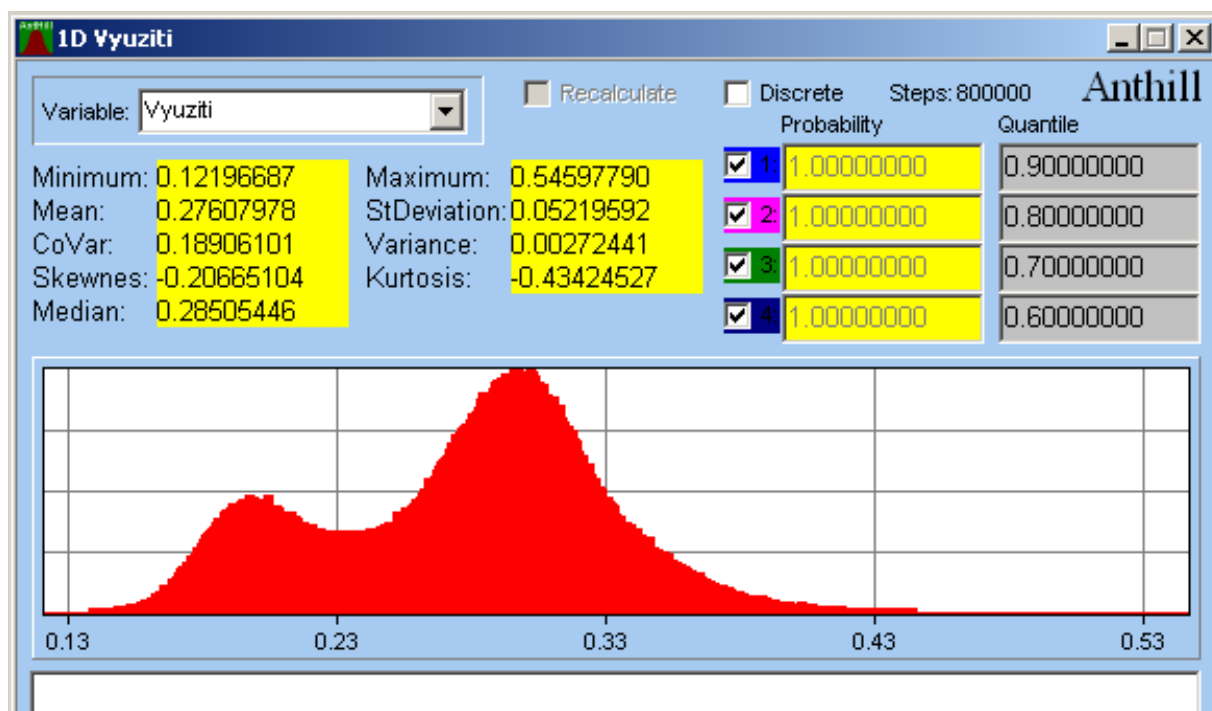 AntHill
1D Vyuziti
Variable: Vyuziti
Recalculate
Discrete Steps: 800000 Anthill
Probability Quantile
Minimum: 0.12196687 Maximum: 0.54597790 1: 1.00000000 0.90000000
Mean: 0.27607978 StDeviation: 0.05219592 2: 1.00000000 0.80000000
CoVar: 0.18906101 Variance: 0.00272441 3: 1.00000000 0.70000000
Skewnes: -0.20665104 Kurtosis: -0.43424527 4: 1.00000000 0.60000000
Median: 0.28505446
0.13 0.23 0.33 0.43 0.53